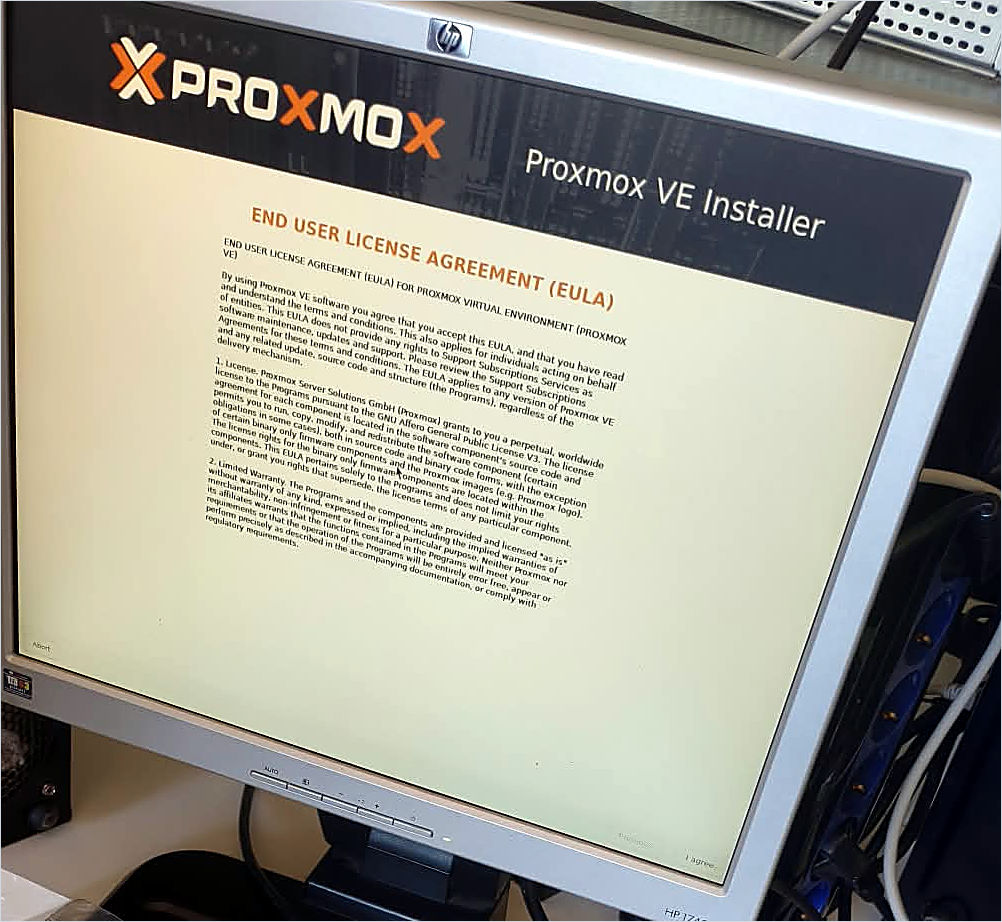 hp
PROXMOX
Proxmox VE Installer
END USER LICENSE AGREEMENT (EULA)
END USER LICENSE AGREEMENT (EULA) FOR PROXMOX VIRTUAL ENVIRONMENT (PROXMOX
VE)
By using Proxmox VE software you agree that you accept this EULA, and that you have read
and understand the terms and conditions. This also applies for individuals acting on behalf
of entities. This EULA does not provide any rights to Support Subscriptions Services as
software maintenance, updates and support. Please review the Support Subscriptions
Agreements for these terms and conditions. The EULA applies to any version of Proxmox VE
and any related update, source code and structure (the Programs), regardless of the
delivery mechanism.
1. License. Proxmox Server Solutions GmbH (Proxmox) grants to you a perpetual, worldwide
license to the Programs pursuant to the GNU Affero General Public License V3. The license
agreement for each component is located in the software component's source code and
permits you to run, copy, modify, and redistribute the software component (certain
obligations in some cases), both in source code and binary code forms, with the exception
of certain binary only firmware components and the Proxmox images (e.g. Proxmox logo).
The license rights for the binary only firmware components are located within the
components. This EULA pertains solely to the Programs and does not limit your rights
under, or grant you rights that supersede, the license terms of any particular component.
2. Limited Warranty. The Programs and the components are provided and licensed "as is"
without warranty of any kind, expressed or implied, including the implied warranties of
merchantability, non-infringement or fitness for a particular purpose. Neither Proxmox nor
its affiliates warrants that the functions contained in the Programs will meet your
requirements or that the operation of the Programs will be entirely error free, appear or
perform precisely as described in the accompanying documentation, or comply with
regulatory requirements.
Abort
Previous
I agree
AUTO